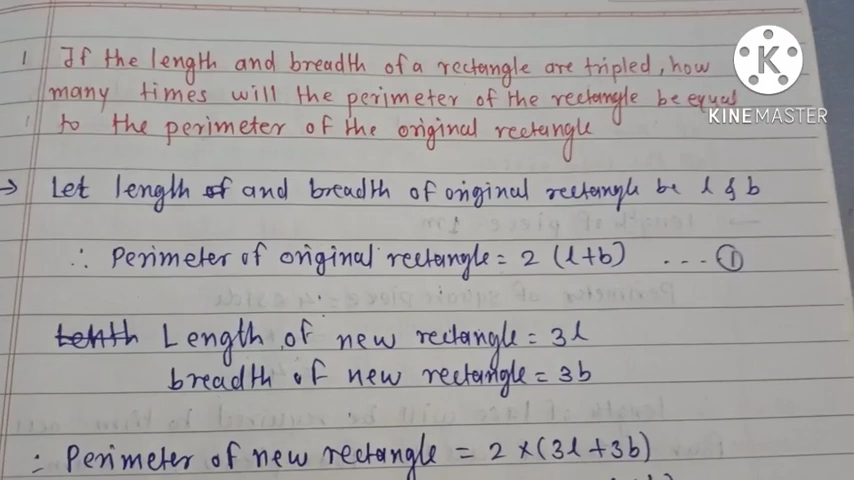 1 If the length and breadth of a rectangle are tripled, how
many times will the perimeter of the rectangle be equal
to the perimeter of the original rectangle
K
KINEMASTER
→ Let length of and breadth of original rectangle be l & b
∴ Perimeter of original rectangle = 2 (l+b) ....①
Length of new rectangle = 3l
breadth of new rectangle = 3b
∴ Perimeter of new rectangle = 2 × (3l + 3b)